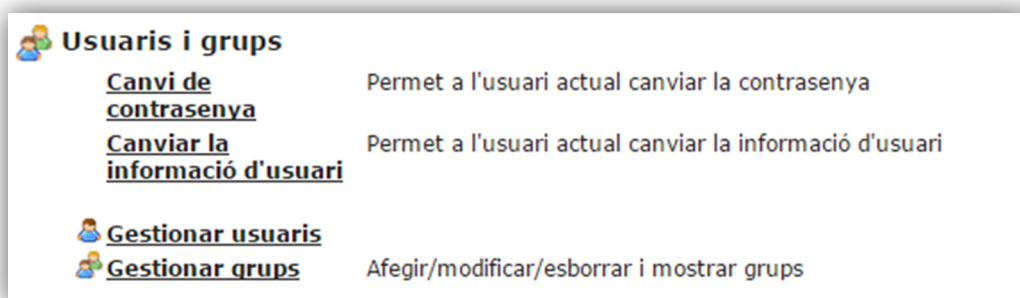 Usuaris i grups
Canvi de Permet a l'usuari actual canviar la contrasenya
contrasenya
Canviar la Permet a l'usuari actual canviar la informació d'usuari
informació d'usuari
Gestionar usuaris
Gestionar grups Afegir/modificar/esborrar i mostrar grups